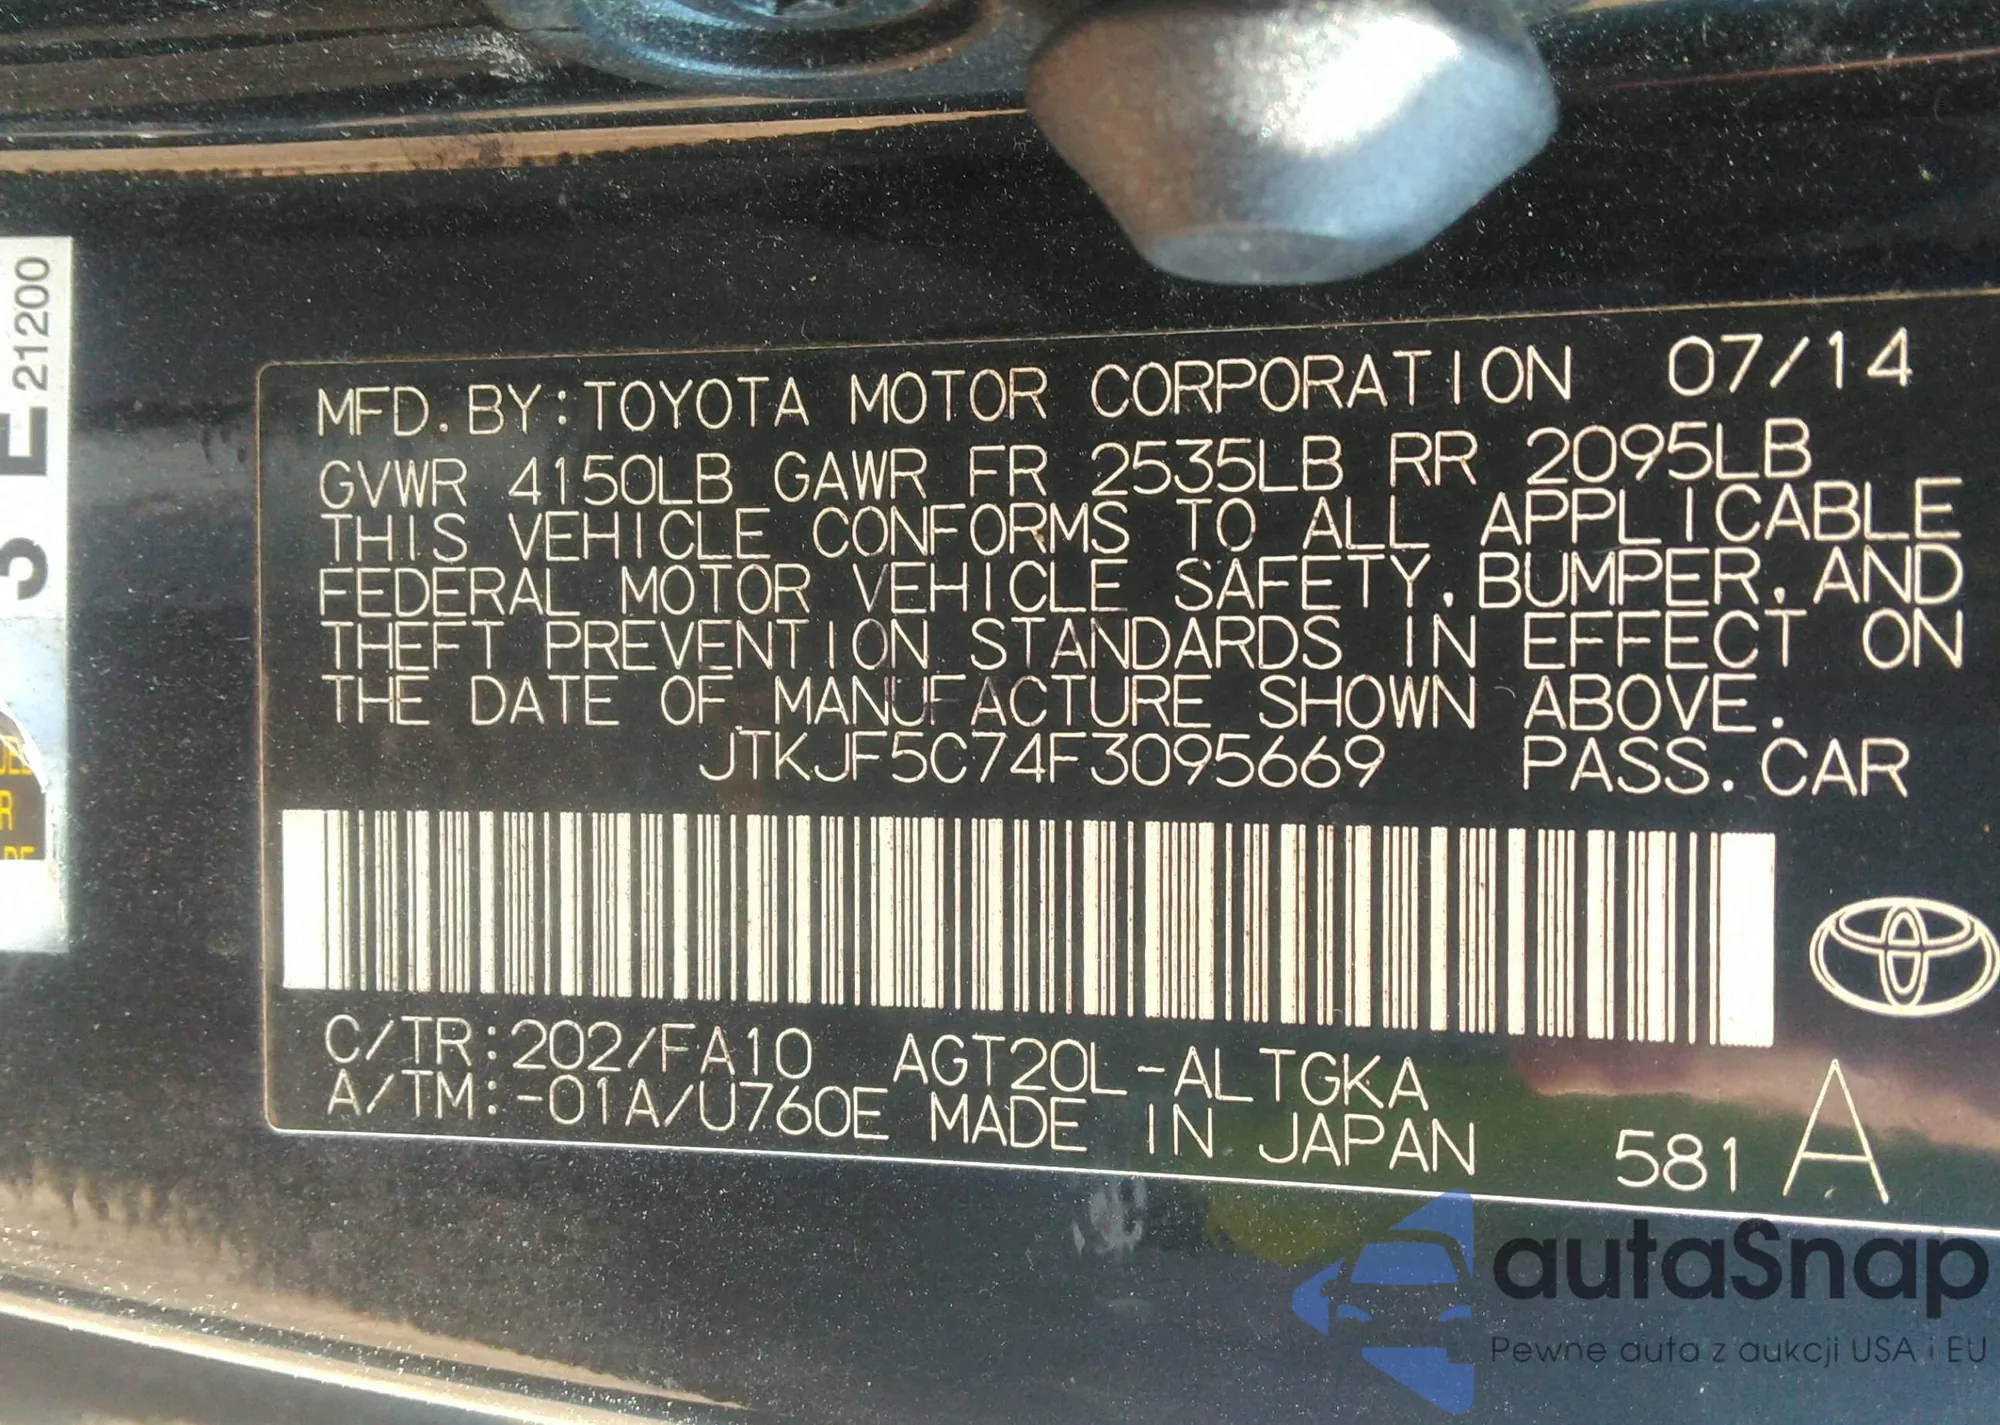 E 21200
3
MFD. BY: TOYOTA MOTOR CORPORATION 07/14
GVWR 4150LB GAWR FR 2535LB RR 2095LB
THIS VEHICLE CONFORMS TO ALL APPLICABLE
FEDERAL MOTOR VEHICLE SAFETY, BUMPER, AND
THEFT PREVENTION STANDARDS IN EFFECT ON
THE DATE OF MANUFACTURE SHOWN ABOVE.
JTKJF5C74F3095669 PASS. CAR
C/TR: 202/FA10 AGT20L-ALTGKA
A/TM: -01A/U760E MADE IN JAPAN 581 A
autaSnap
Pewne auta z aukcji USA i EU